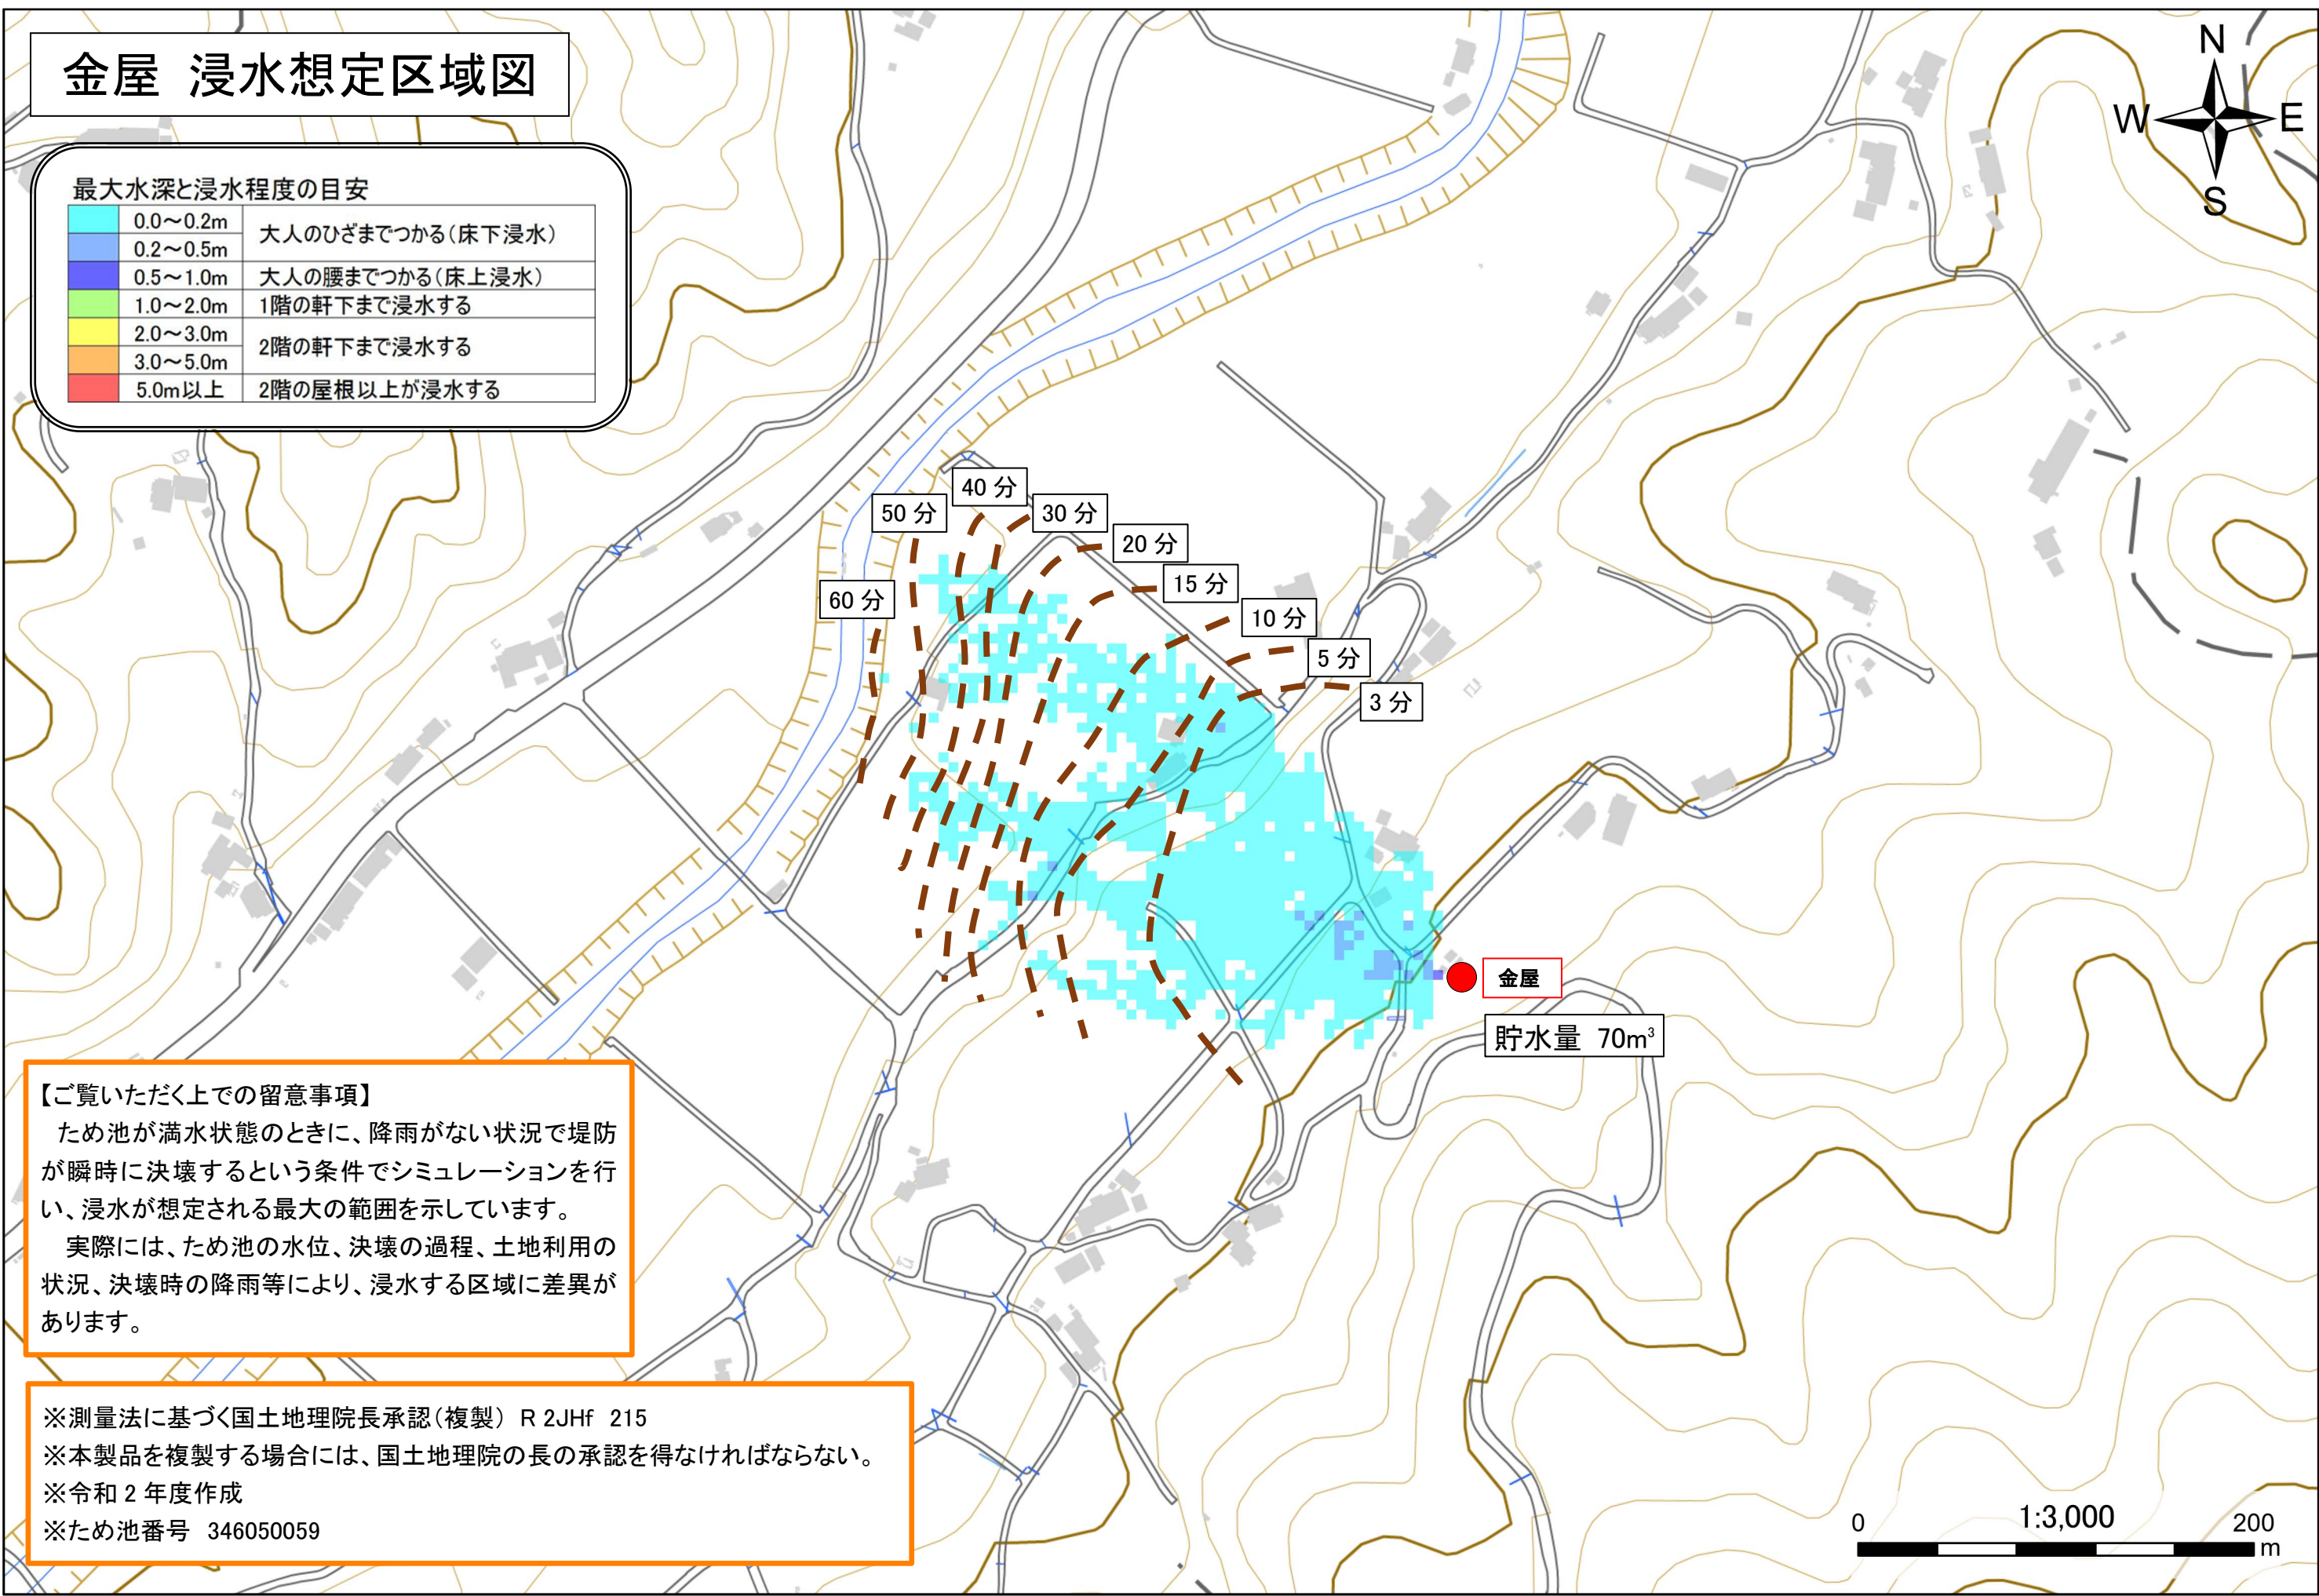 金屋 浸水想定区域図
N
W
E
S
最大水深と浸水程度の目安
0.0～0.2m
大人のひざまでつかる（床下浸水）
0.2～0.5m
0.5～1.0m 大人の腰までつかる（床上浸水）
1.0～2.0m 1階の軒下まで浸水する
2.0～3.0m
2階の軒下まで浸水する
3.0～5.0m
5.0m以上 2階の屋根以上が浸水する
40 分
50 分
30 分
20 分
15 分
60 分
10 分
5 分
3 分
金屋
貯水量 70m³
【ご覧いただく上での留意事項】
ため池が満水状態のときに、降雨がない状況で堤防
が瞬時に決壊するという条件でシミュレーションを行
い、浸水が想定される最大の範囲を示しています。
実際には、ため池の水位、決壊の過程、土地利用の
状況、決壊時の降雨等により、浸水する区域に差異が
あります。
※測量法に基づく国土地理院長承認（複製） R 2JHf 215
※本製品を複製する場合には、国土地理院の長の承認を得なければならない。
※令和 2 年度作成
※ため池番号 346050059
1:3,000
0 200
m